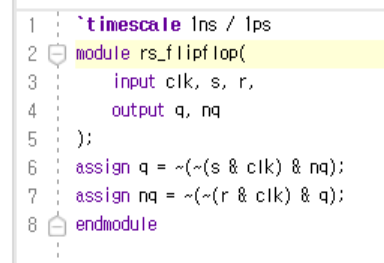 1 `timescale 1ns / 1ps
2 module rs_flipflop(
3 input clk, s, r,
4 output q, nq
5 );
6 assign q = ~(~(s & clk) & nq);
7 assign nq = ~(~(r & clk) & q);
8 endmodule